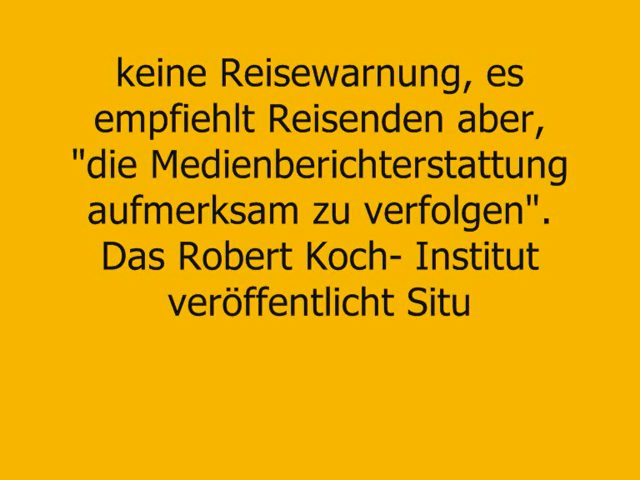 keine Reisewarnung, es
empfiehlt Reisenden aber,
"die Medienberichterstattung
aufmerksam zu verfolgen".
Das Robert Koch- Institut
veröffentlicht Situ